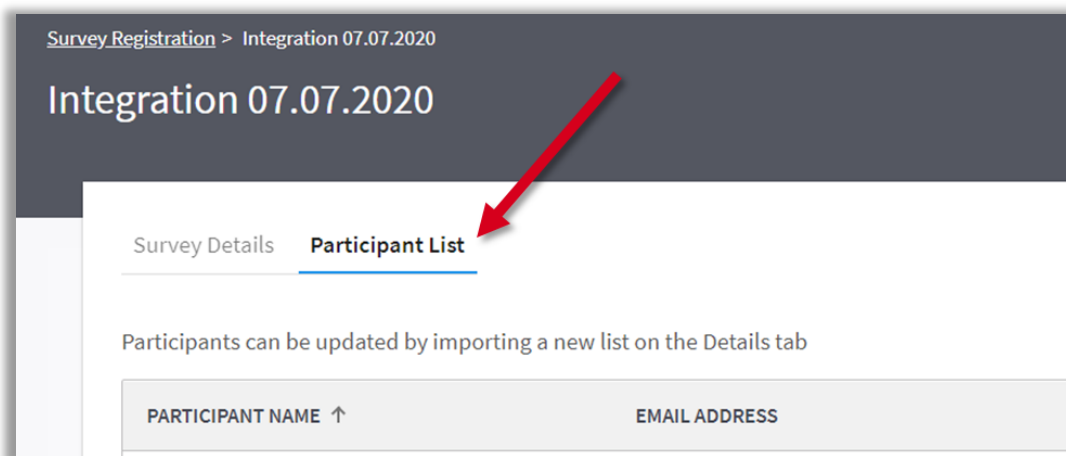 Survey Registration > Integration 07.07.2020
Integration 07.07.2020
Survey Details Participant List
Participants can be updated by importing a new list on the Details tab
PARTICIPANT NAME ↑ EMAIL ADDRESS